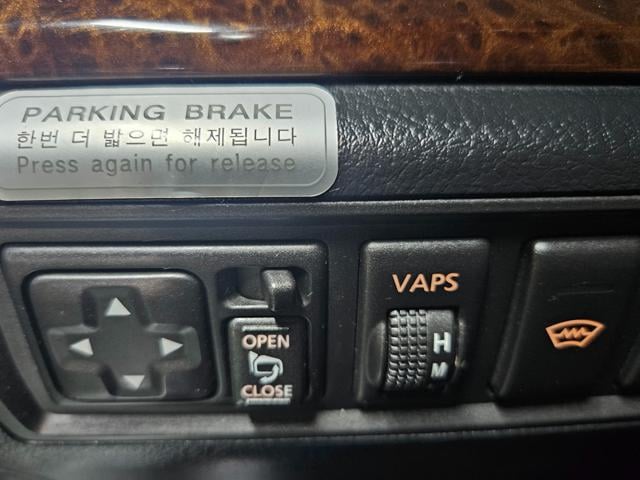 PARKING BRAKE
한번 더 밟으면 해제됩니다
Press again for release
VAPS
OPEN
H
M
CLOSE